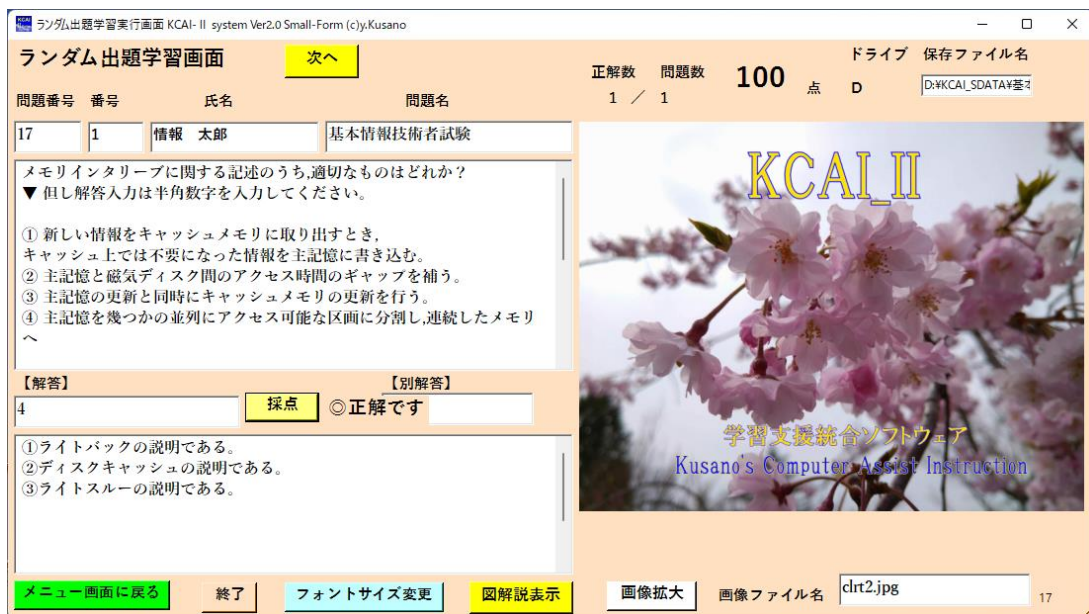 ランダム出題学習実行画面 KCAI-Ⅱ system Ver2.0 Small-Form (c)y.Kusano
ランダム出題学習画面
次へ
正解数 問題数
1 ／ 1
100 点
ドライブ 保存ファイル名
D
D:¥KCAI_SDATA¥基本
問題番号 番号 氏名 問題名
17 1 情報 太郎 基本情報技術者試験
メモリインタリーブに関する記述のうち,適切なものはどれか？
▼ 但し解答入力は半角数字を入力してください。
① 新しい情報をキャッシュメモリに取り出すとき,
キャッシュ上では不要になった情報を主記憶に書き込む。
② 主記憶と磁気ディスク間のアクセス時間のギャップを補う。
③ 主記憶の更新と同時にキャッシュメモリの更新を行う。
④ 主記憶を幾つかの並列にアクセス可能な区画に分割し,連続したメモリ
へ
【解答】 【別解答】
4 採点 ◎正解です
①ライトバックの説明である。
②ディスクキャッシュの説明である。
③ライトスルーの説明である。
KCAI_II
学習支援統合ソフトウェア
Kusano's Computer Assist Instruction
メニュー画面に戻る 終了 フォントサイズ変更 図解説表示 画像拡大 画像ファイル名 clrt2.jpg 17